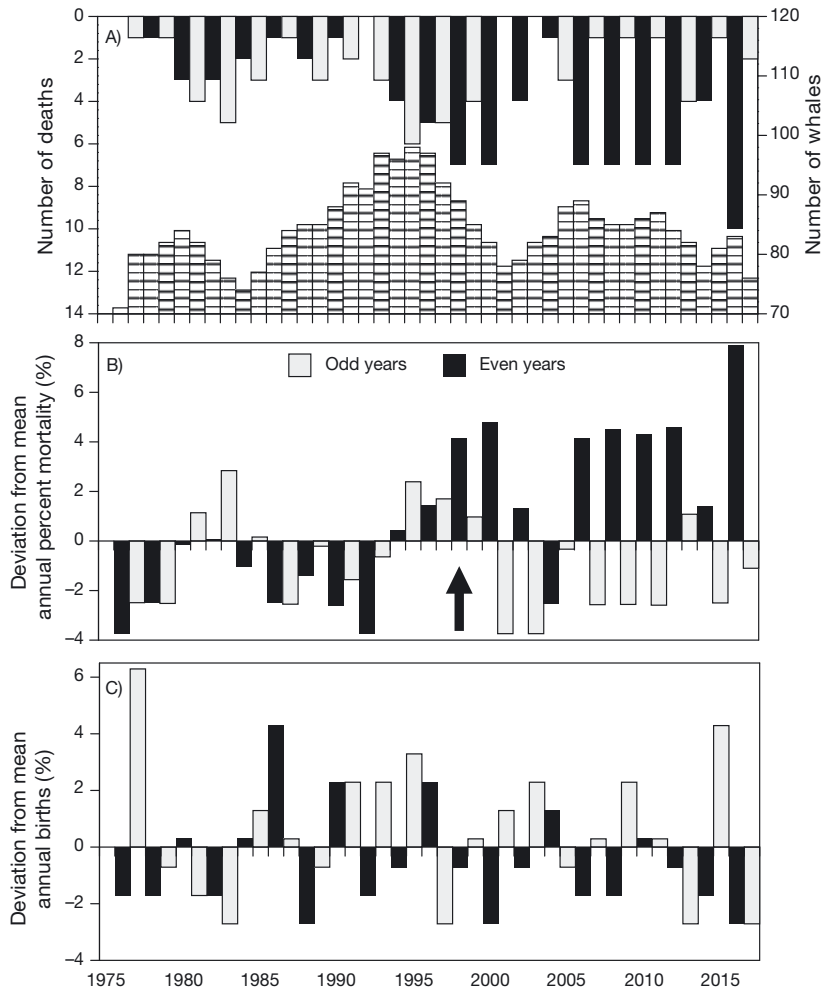 A)
Number of deaths
0
2
4
6
8
10
12
14
Number of whales
120
110
100
90
80
70
B)
Odd years
Even years
Deviation from mean
annual percent mortality (%)
8
6
4
2
0
−2
−4
C)
Deviation from mean
annual births (%)
6
4
2
0
−2
−4
1975 1980 1985 1990 1995 2000 2005 2010 2015